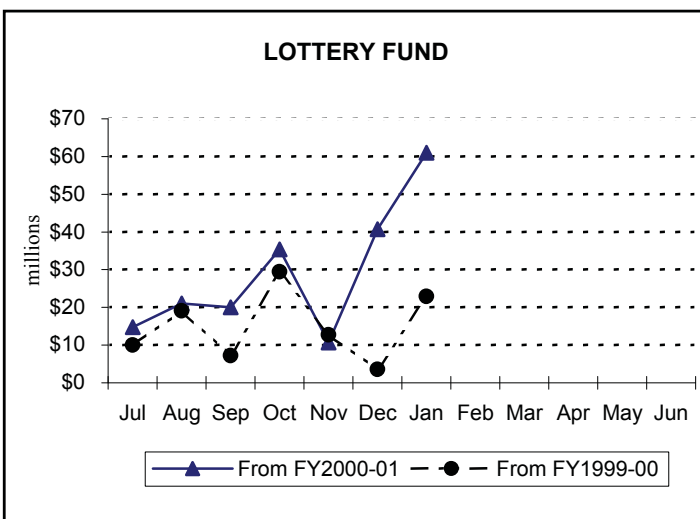 LOTTERY FUND
$70
$60
$50
$40
$30
$20
$10
$0
millions
Jul Aug Sep Oct Nov Dec Jan Feb Mar Apr May Jun
From FY2000-01 From FY1999-00